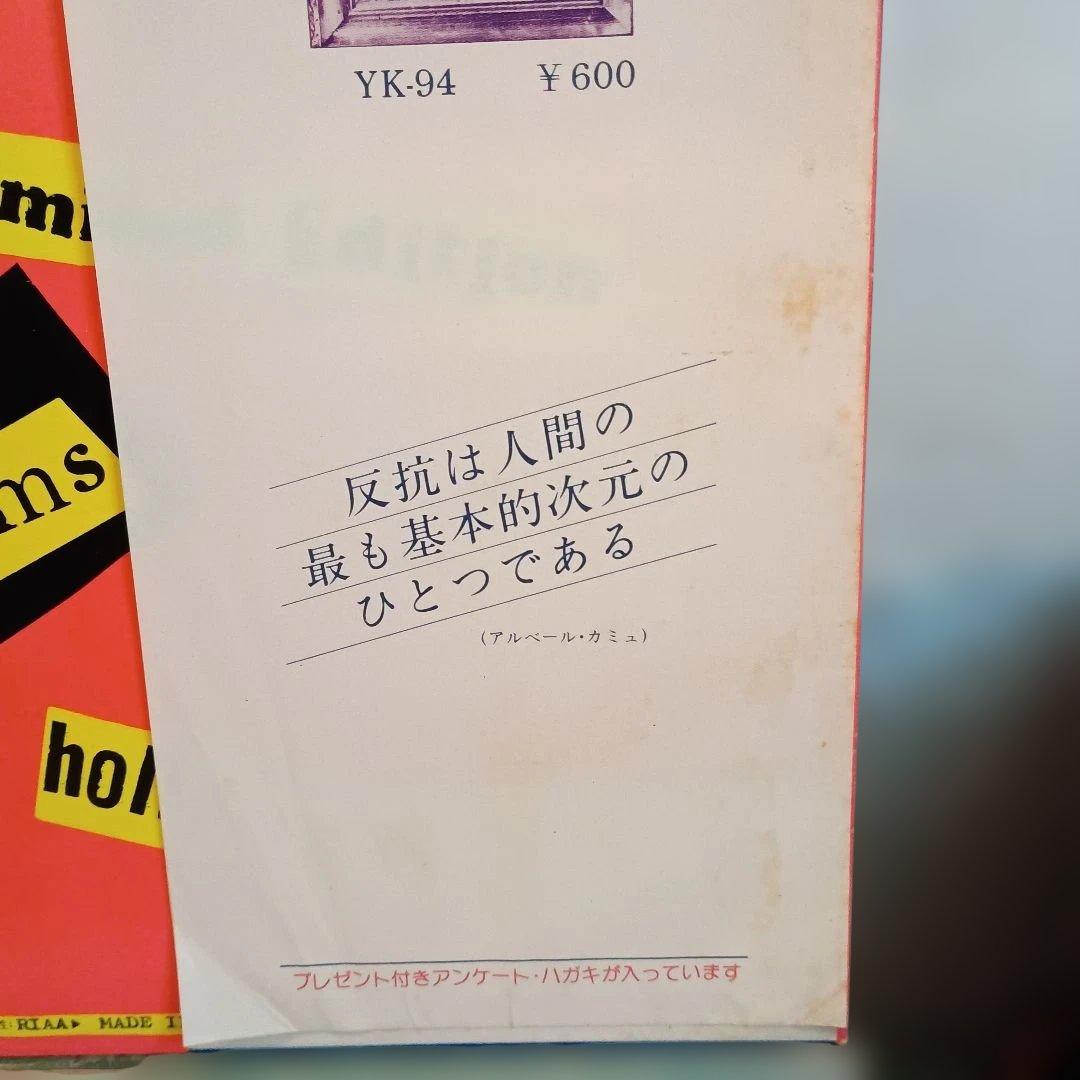 YK-94 ¥600
反抗は人間の
最も基本的次元の
ひとつである
(アルベール・カミュ)
プレゼント付きアンケート・ハガキが入っています
ms
RIAA▶ MADE